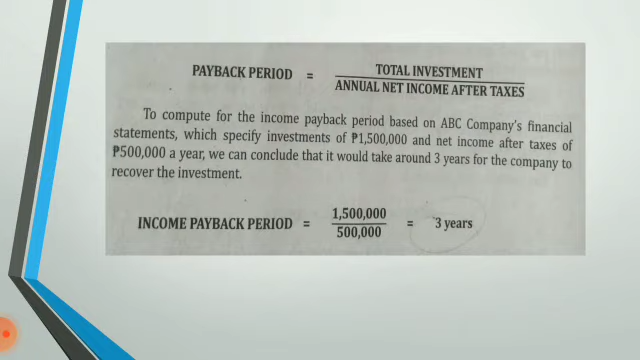 PAYBACK PERIOD = TOTAL INVESTMENT
ANNUAL NET INCOME AFTER TAXES
To compute for the income payback period based on ABC Company's financial
statements, which specify investments of ₱1,500,000 and net income after taxes of
₱500,000 a year, we can conclude that it would take around 3 years for the company to
recover the investment.
INCOME PAYBACK PERIOD = 1,500,000 = 3 years
500,000